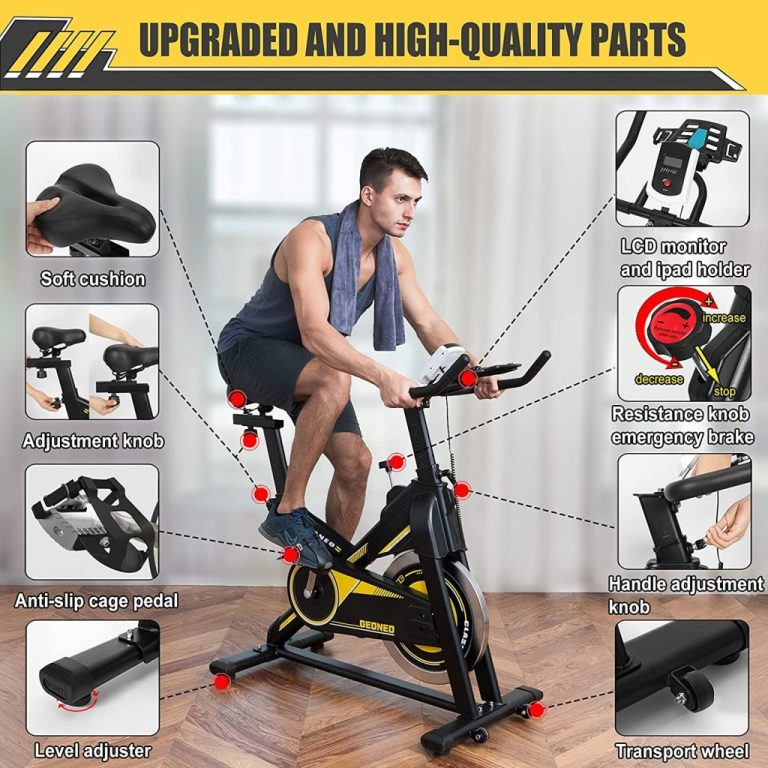 UPGRADED AND HIGH-QUALITY PARTS
Soft cushion
LCD monitor
and ipad holder
increase
decrease
stop
Adjustment knob
Resistance knob
emergency brake
Anti-slip cage pedal
Handle adjustment
knob
GEONEO
Level adjuster
Transport wheel